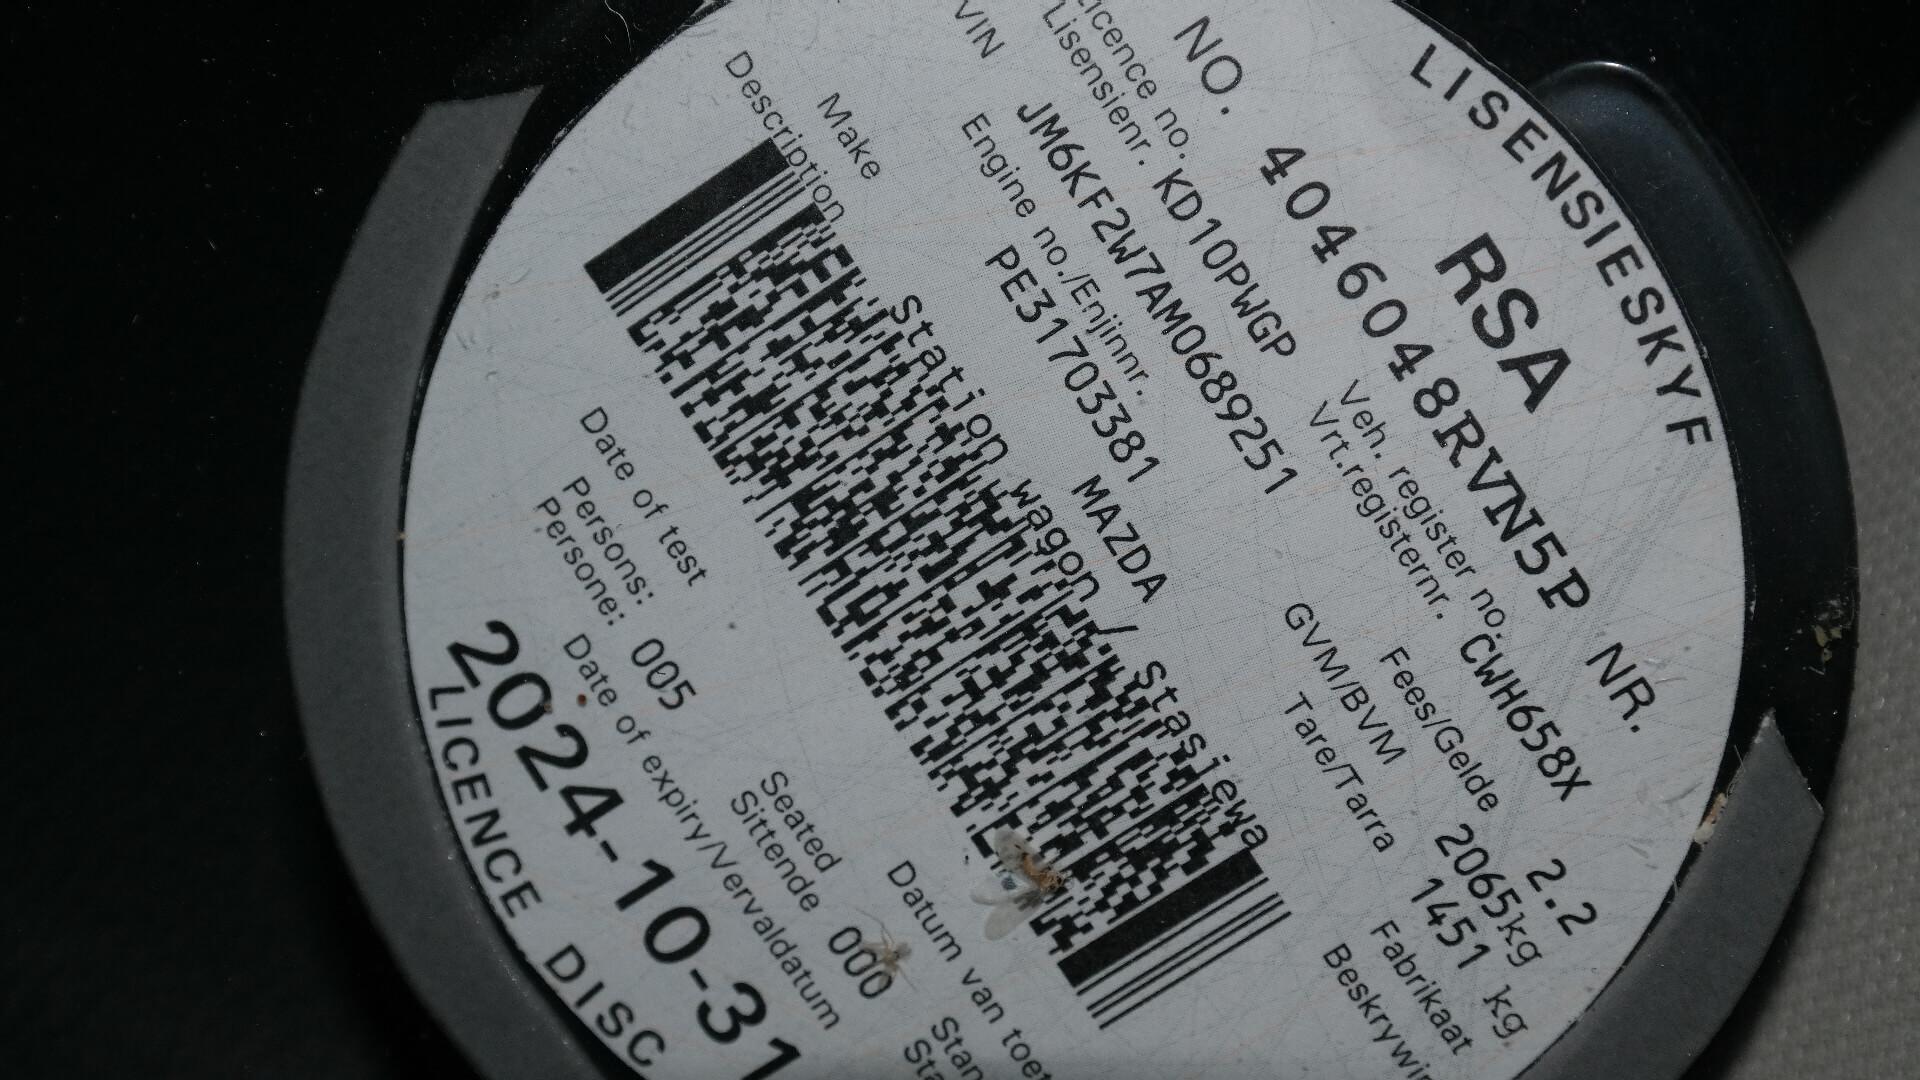 LISENSIESKYF
RSA
NO. 4046048RVN5P NR.
Licence no.
Lisensienr. KD10PWGP
Veh. register no.
Vrt.registernr. CWH658X
VIN JM6KF2W7AM0689251
Fees/Gelde 2.2
GVM/BVM 2065kg
Engine no./Enjinnr. PE31703381
Tare/Tarra 1451 kg
Make MAZDA Fabrikaat
Description Station wagon / Stasiewa
Date of test Datum van
Persons:
Persone: 005
Seated
Sittende 000
Date of expiry/Vervaldatum
2024-10-31
LICENCE DISC